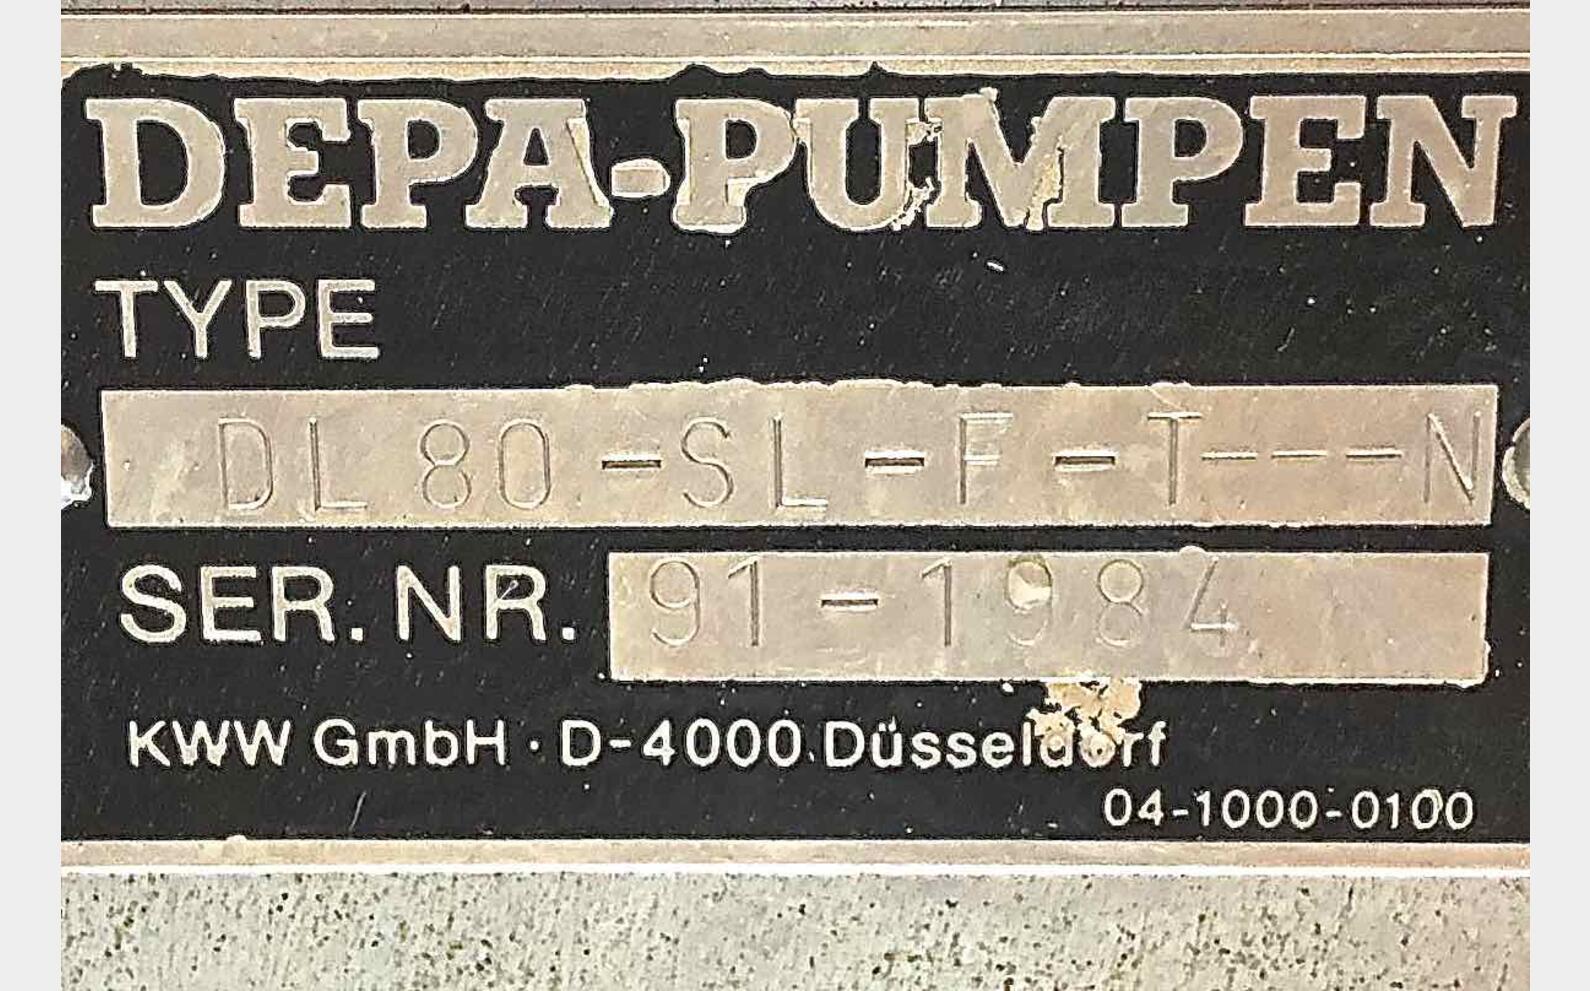 DEPA-PUMPEN
TYPE
DL 80-SL-F-T---N
SER. NR. 91-1984
KWW GmbH · D-4000 Düsseldorf
04-1000-0100